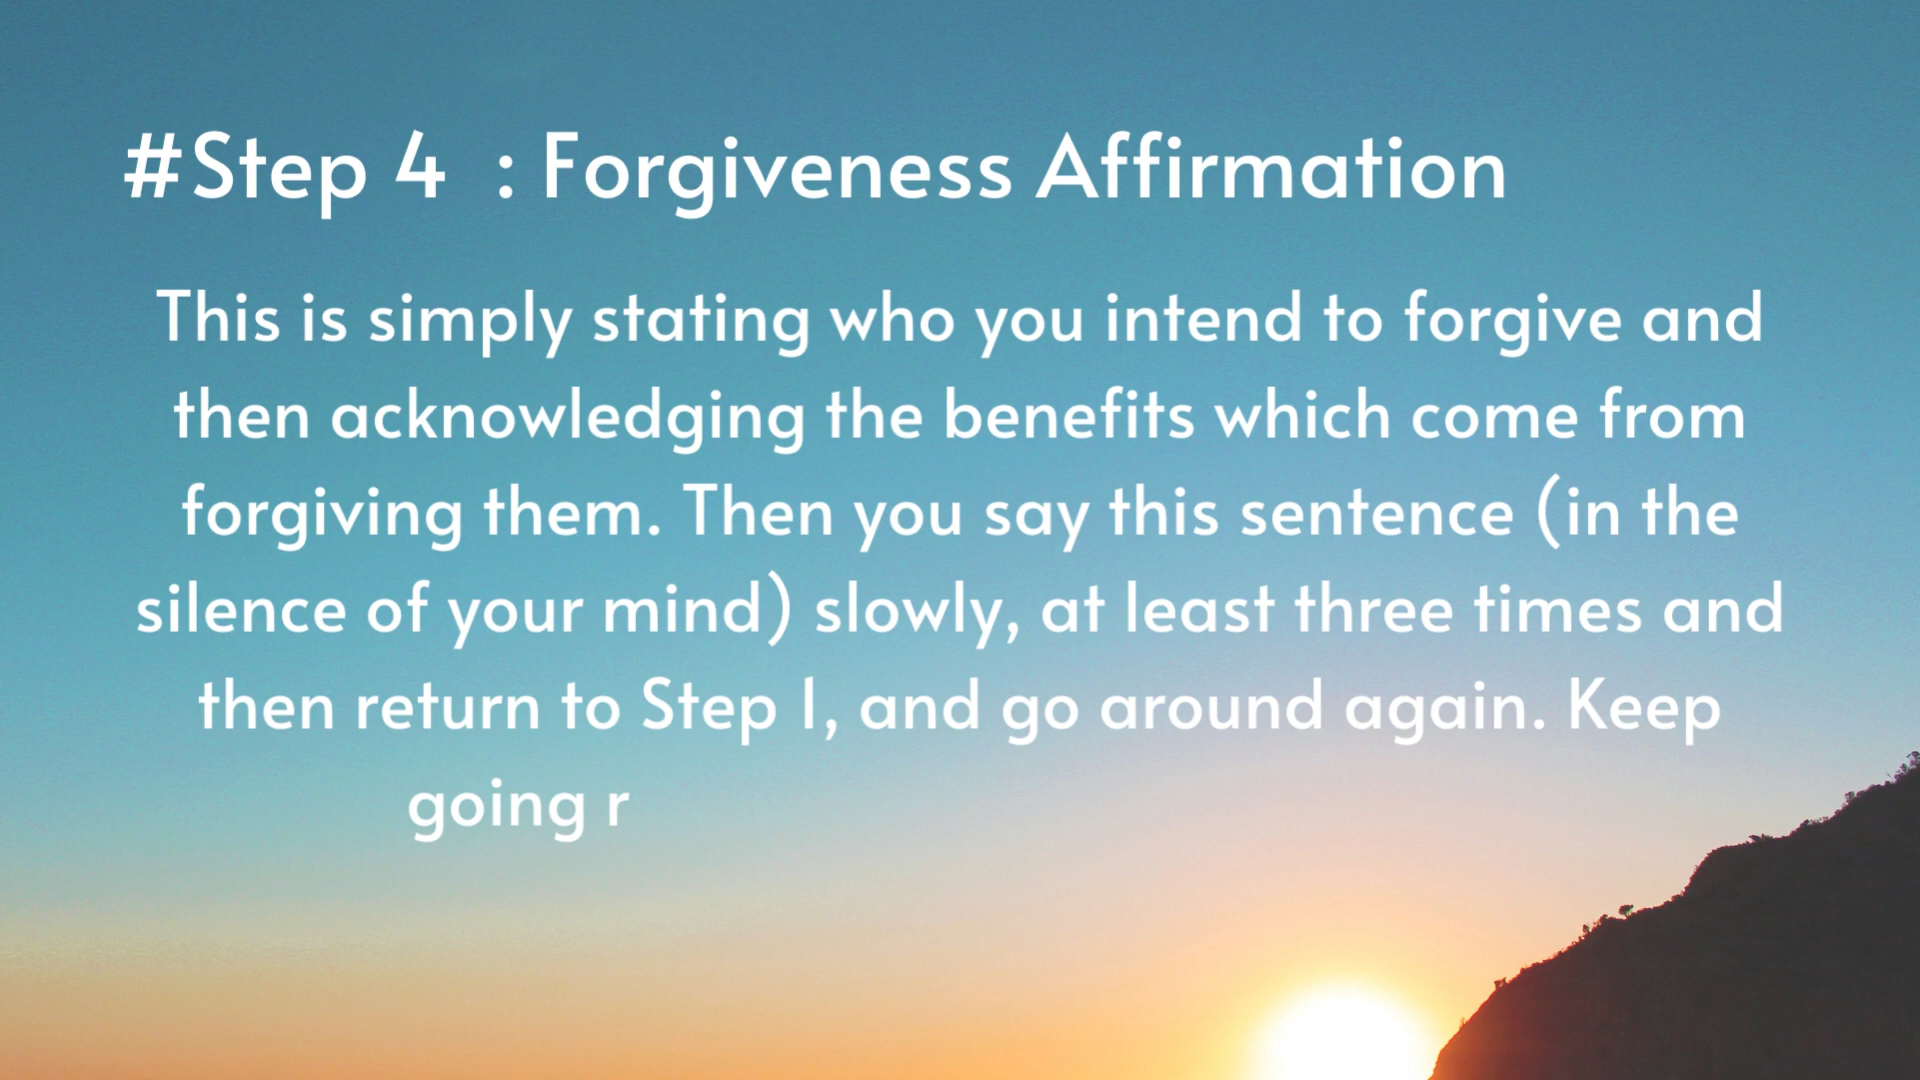 #Step 4 : Forgiveness Affirmation
This is simply stating who you intend to forgive and
then acknowledging the benefits which come from
forgiving them. Then you say this sentence (in the
silence of your mind) slowly, at least three times and
then return to Step 1, and go around again. Keep
going r